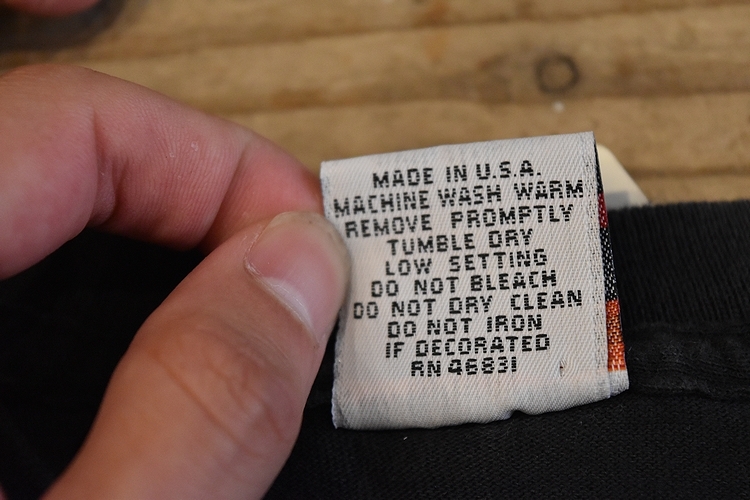 MADE IN U.S.A.
MACHINE WASH WARM
REMOVE PROMPTLY
TUMBLE DRY
LOW SETTING
DO NOT BLEACH
DO NOT DRY CLEAN
DO NOT IRON
IF DECORATED
RN 46831